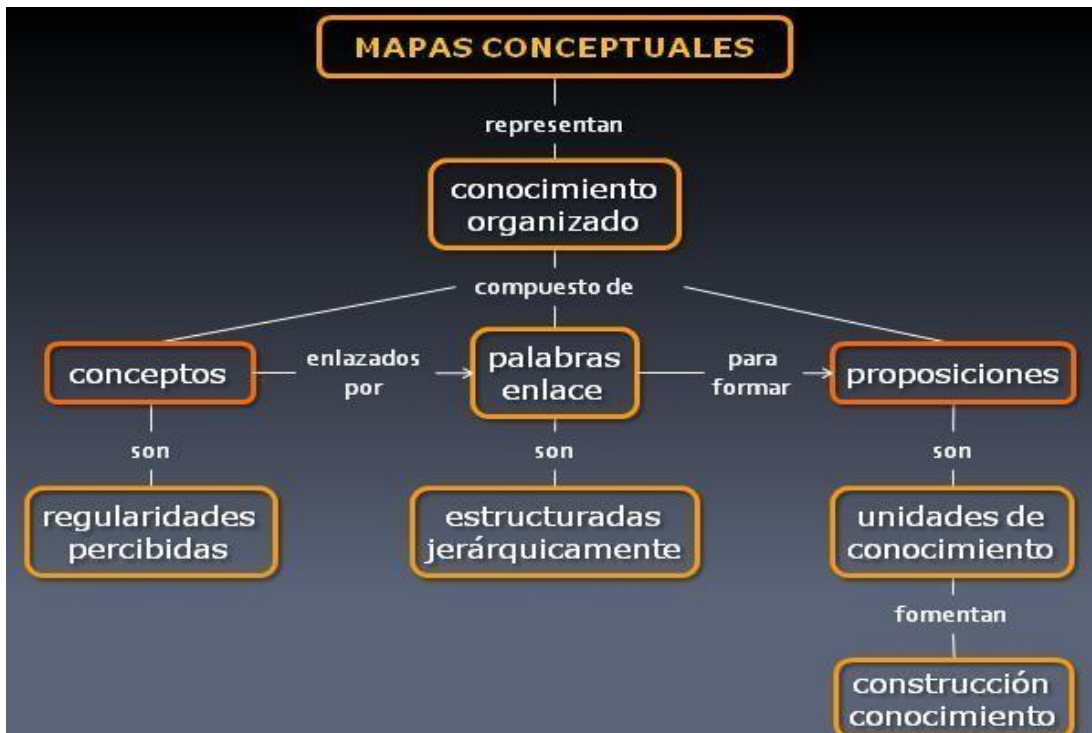 MAPAS CONCEPTUALES
representan
conocimiento
organizado
compuesto de
conceptos
enlazados
por
palabras
enlace
para
formar
proposiciones
son
son
son
regularidades
percibidas
estructuradas
jerárquicamente
unidades de
conocimiento
fomentan
construcción
conocimiento